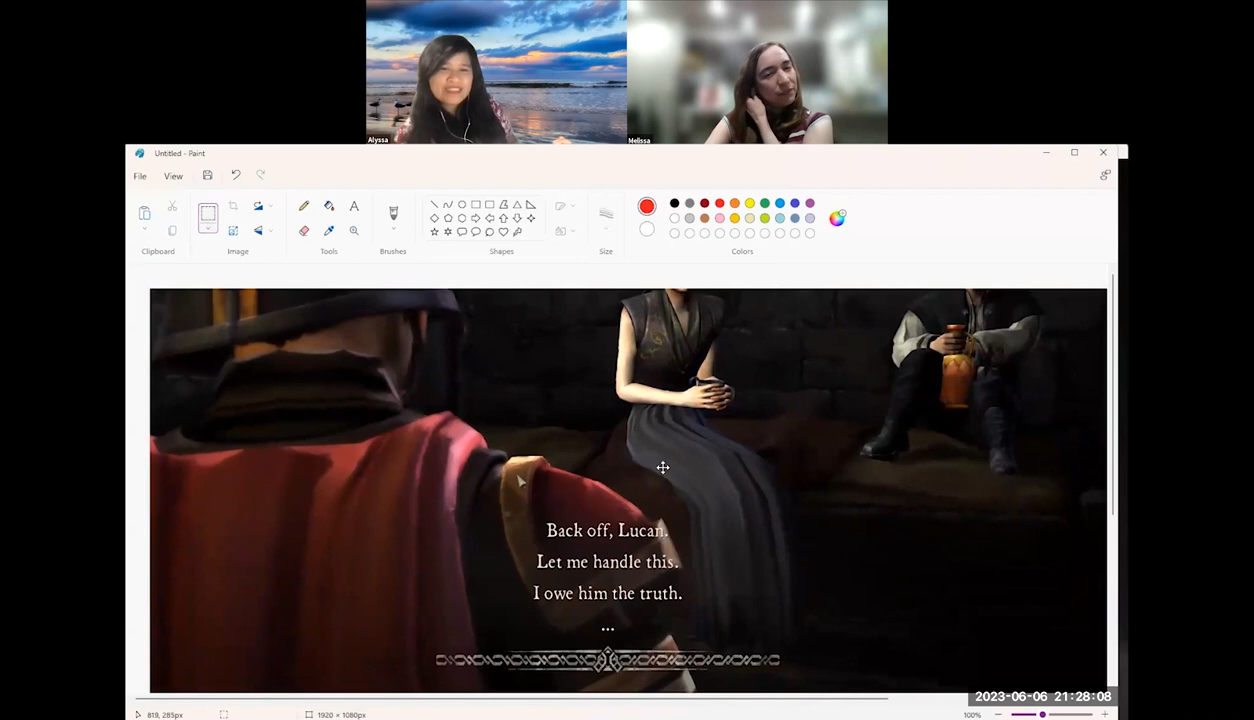 Alyssa
Melissa
Untitled - Paint
File
View
Clipboard
Image
Tools
Brushes
Shapes
Size
Colors
Back off, Lucan.
Let me handle this.
I owe him the truth.
...
2023-06-06 21:28:08
819, 285px
1920 × 1080px
100%